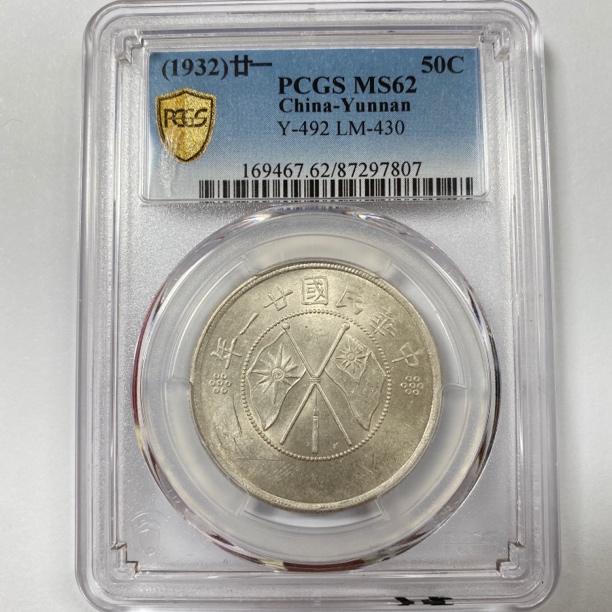 (1932)廿一 50C
PCGS MS62
China-Yunnan
Y-492 LM-430
PCGS
169467.62/87297807
年一廿國民華中